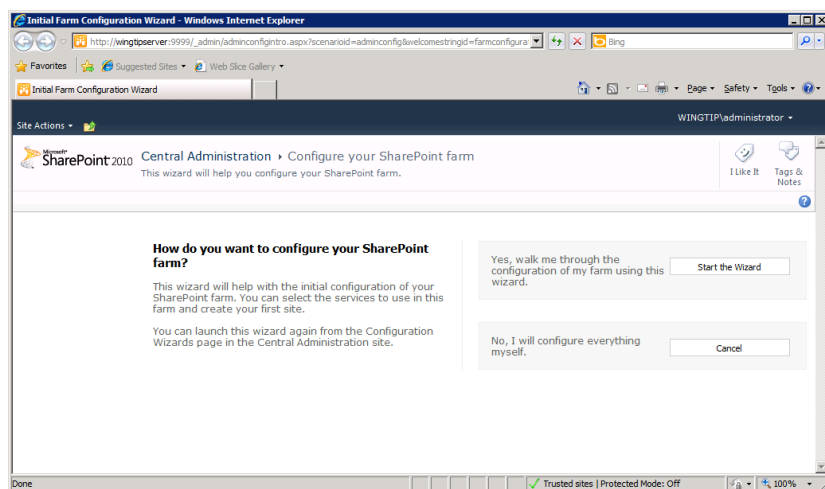 Initial Farm Configuration Wizard - Windows Internet Explorer
http://wingtipserver:9999/_admin/adminconfigintro.aspx?scenarioid=adminconfig&welcomestringid=farmconfigura
Bing
Favorites Suggested Sites Web Slice Gallery
Initial Farm Configuration Wizard
Page Safety Tools
WINGTIP\administrator
Site Actions
Microsoft
SharePoint 2010
Central Administration Configure your SharePoint farm
This wizard will help you configure your SharePoint farm.
I Like It
Tags &
Notes
How do you want to configure your SharePoint
farm?
This wizard will help with the initial configuration of your
SharePoint farm. You can select the services to use in this
farm and create your first site.
You can launch this wizard again from the Configuration
Wizards page in the Central Administration site.
Yes, walk me through the
configuration of my farm using this
wizard.
Start the Wizard
No, I will configure everything
myself.
Cancel
Done
Trusted sites | Protected Mode: Off
100%